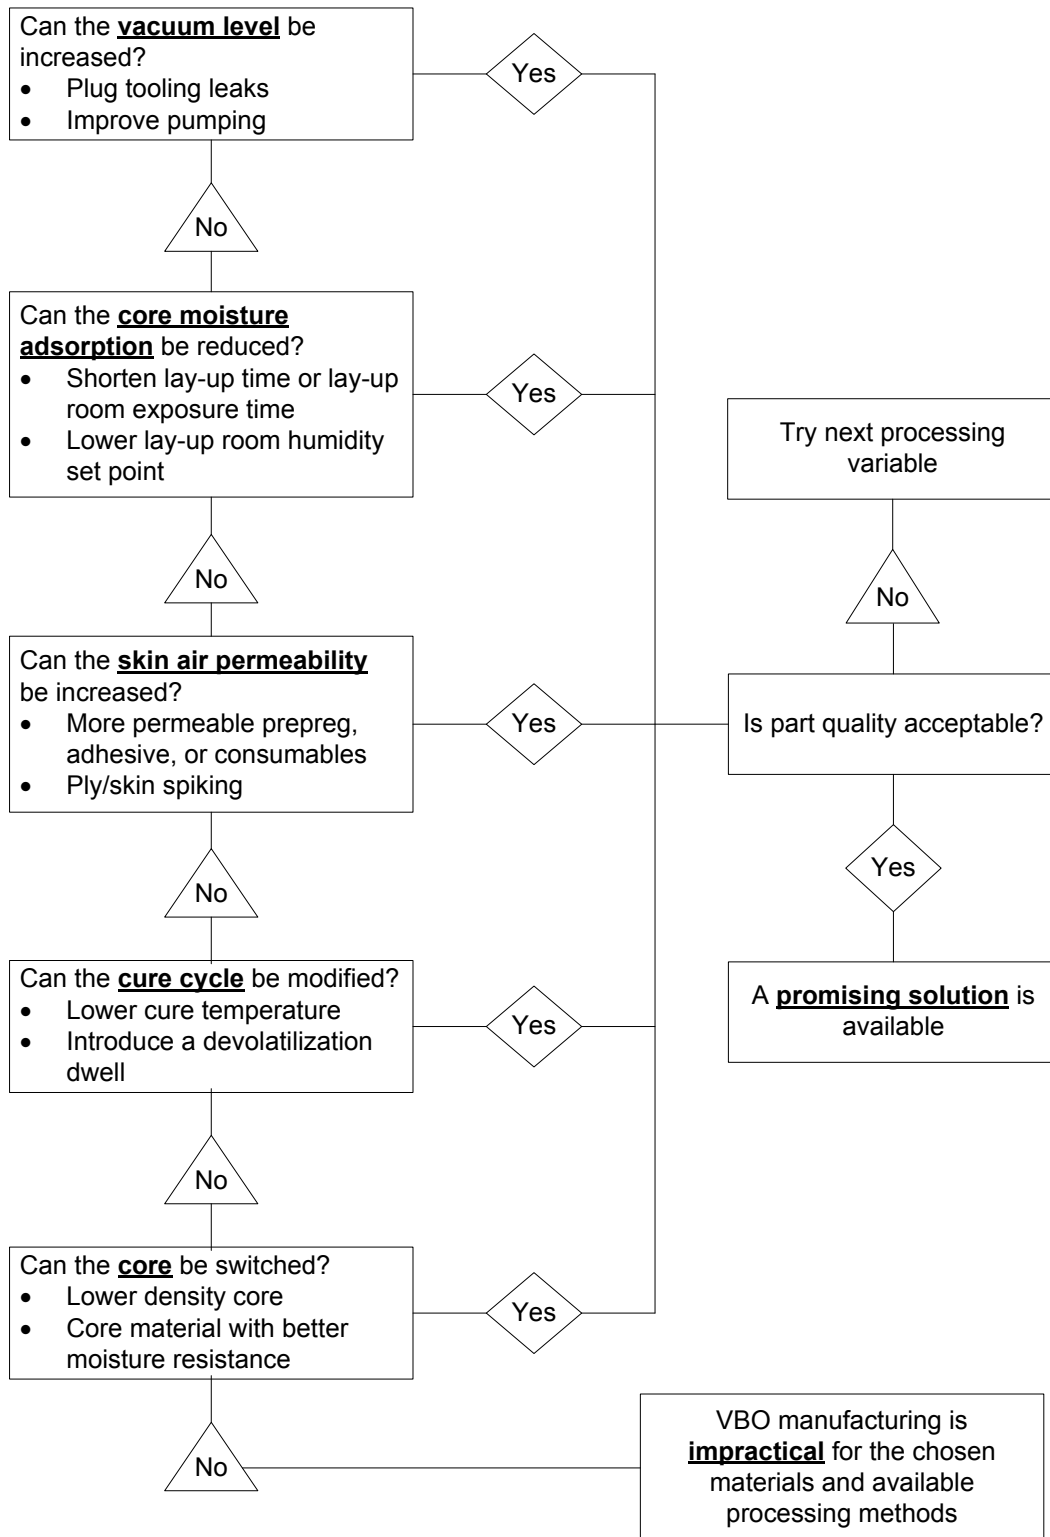 Can the vacuum level be
increased?
• Plug tooling leaks
• Improve pumping
Yes
No
Can the core moisture
adsorption be reduced?
• Shorten lay-up time or lay-up
room exposure time
• Lower lay-up room humidity
set point
Yes
Try next processing
variable
No
No
Can the skin air permeability
be increased?
• More permeable prepreg,
adhesive, or consumables
• Ply/skin spiking
Yes
Is part quality acceptable?
No
Yes
Can the cure cycle be modified?
• Lower cure temperature
• Introduce a devolatilization
dwell
Yes
A promising solution is
available
No
Can the core be switched?
• Lower density core
• Core material with better
moisture resistance
Yes
No
VBO manufacturing is
impractical for the chosen
materials and available
processing methods